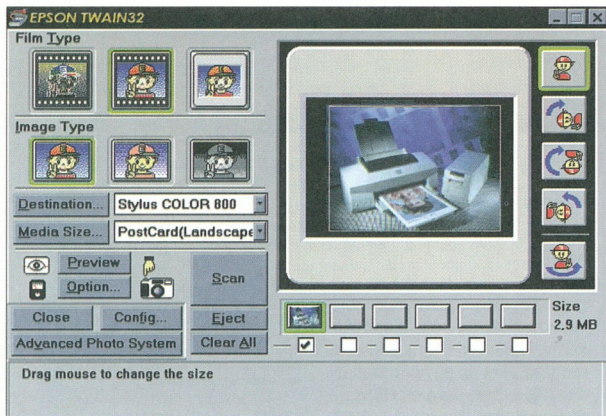 EPSON TWAIN32
Film Type
Image Type
Destination...
Stylus COLOR 800
Media Size...
PostCard(Landscape
Preview
Option...
Scan
Close
Config...
Eject
Advanced Photo System
Clear All
Size
2,9 MB
Drag mouse to change the size